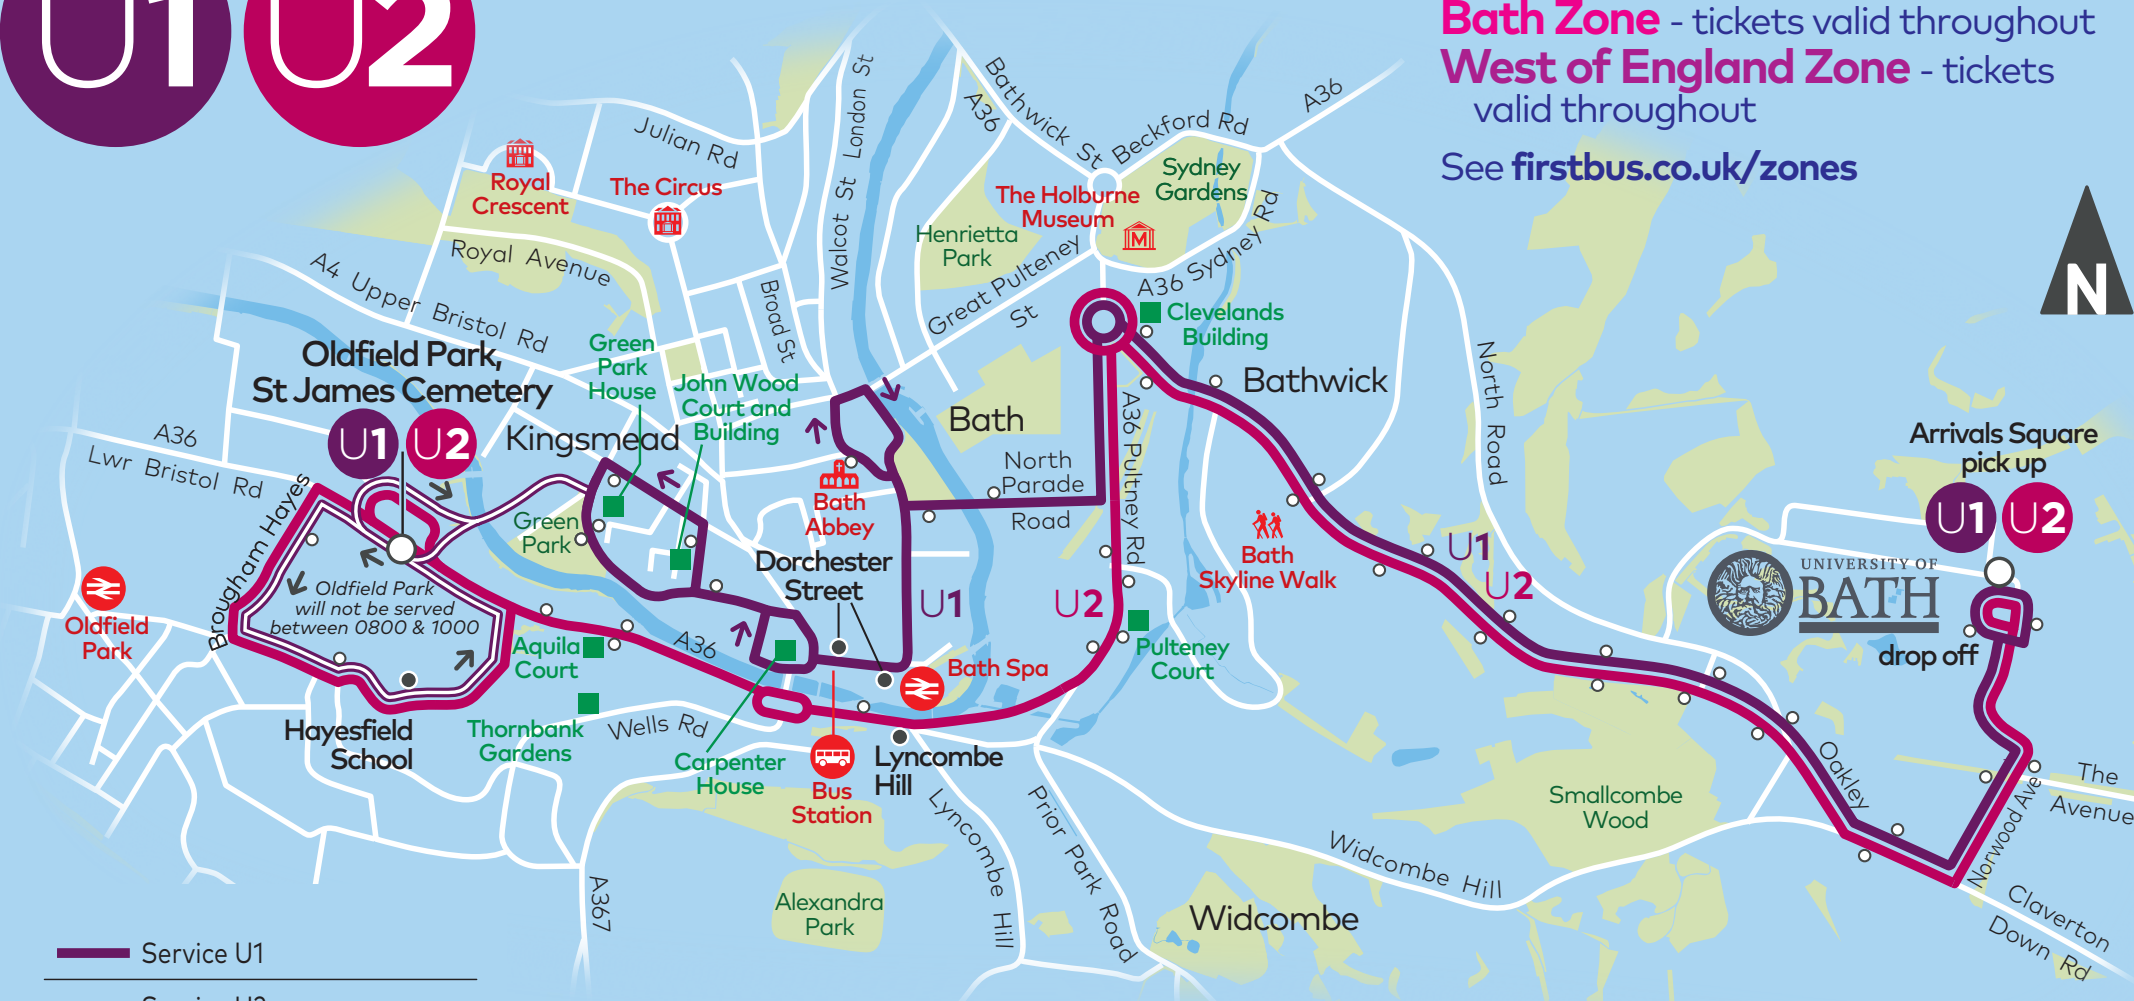 U1 U2
Bath Zone - tickets valid throughout
West of England Zone - tickets
valid throughout
See firstbus.co.uk/zones
N
Julian Rd
Royal
Crescent
The Circus
Royal Avenue
A4 Upper Bristol Rd
Walcot St London St
Broad St
A36
Bathwick St
Beckford Rd
A36
Sydney
Gardens
The Holburne
Museum
M
Henrietta
Park
Great Pulteney
St
A36 Sydney Rd
Clevelands
Building
Bathwick
North Road
Oldfield Park,
St James Cemetery
U1 U2
Green
Park
House
John Wood
Court and
Building
Kingsmead
A36
Lwr Bristol Rd
Brougham Hayes
Bath
North
Parade
Road
A36 Pultney Rd
Bath
Abbey
Green
Park
Dorchester
Street
Oldfield Park
will not be served
between 0800 & 1000
Oldfield
Park
U1
U2
Bath
Skyline Walk
U1
U2
Arrivals Square
pick up
U1 U2
UNIVERSITY OF
BATH
drop off
Aquila
Court
A36
Bath Spa
Pulteney
Court
Hayesfield
School
Thornbank
Gardens
Wells Rd
Carpenter
House
Bus
Station
Lyncombe
Hill
Lyncombe Hill
Prior Park Road
Widcombe Hill
Smallcombe
Wood
Oakley
The
Avenue
Norwood Ave
Claverton
Down Rd
A367
Alexandra
Park
Widcombe
Service U1
Service U2